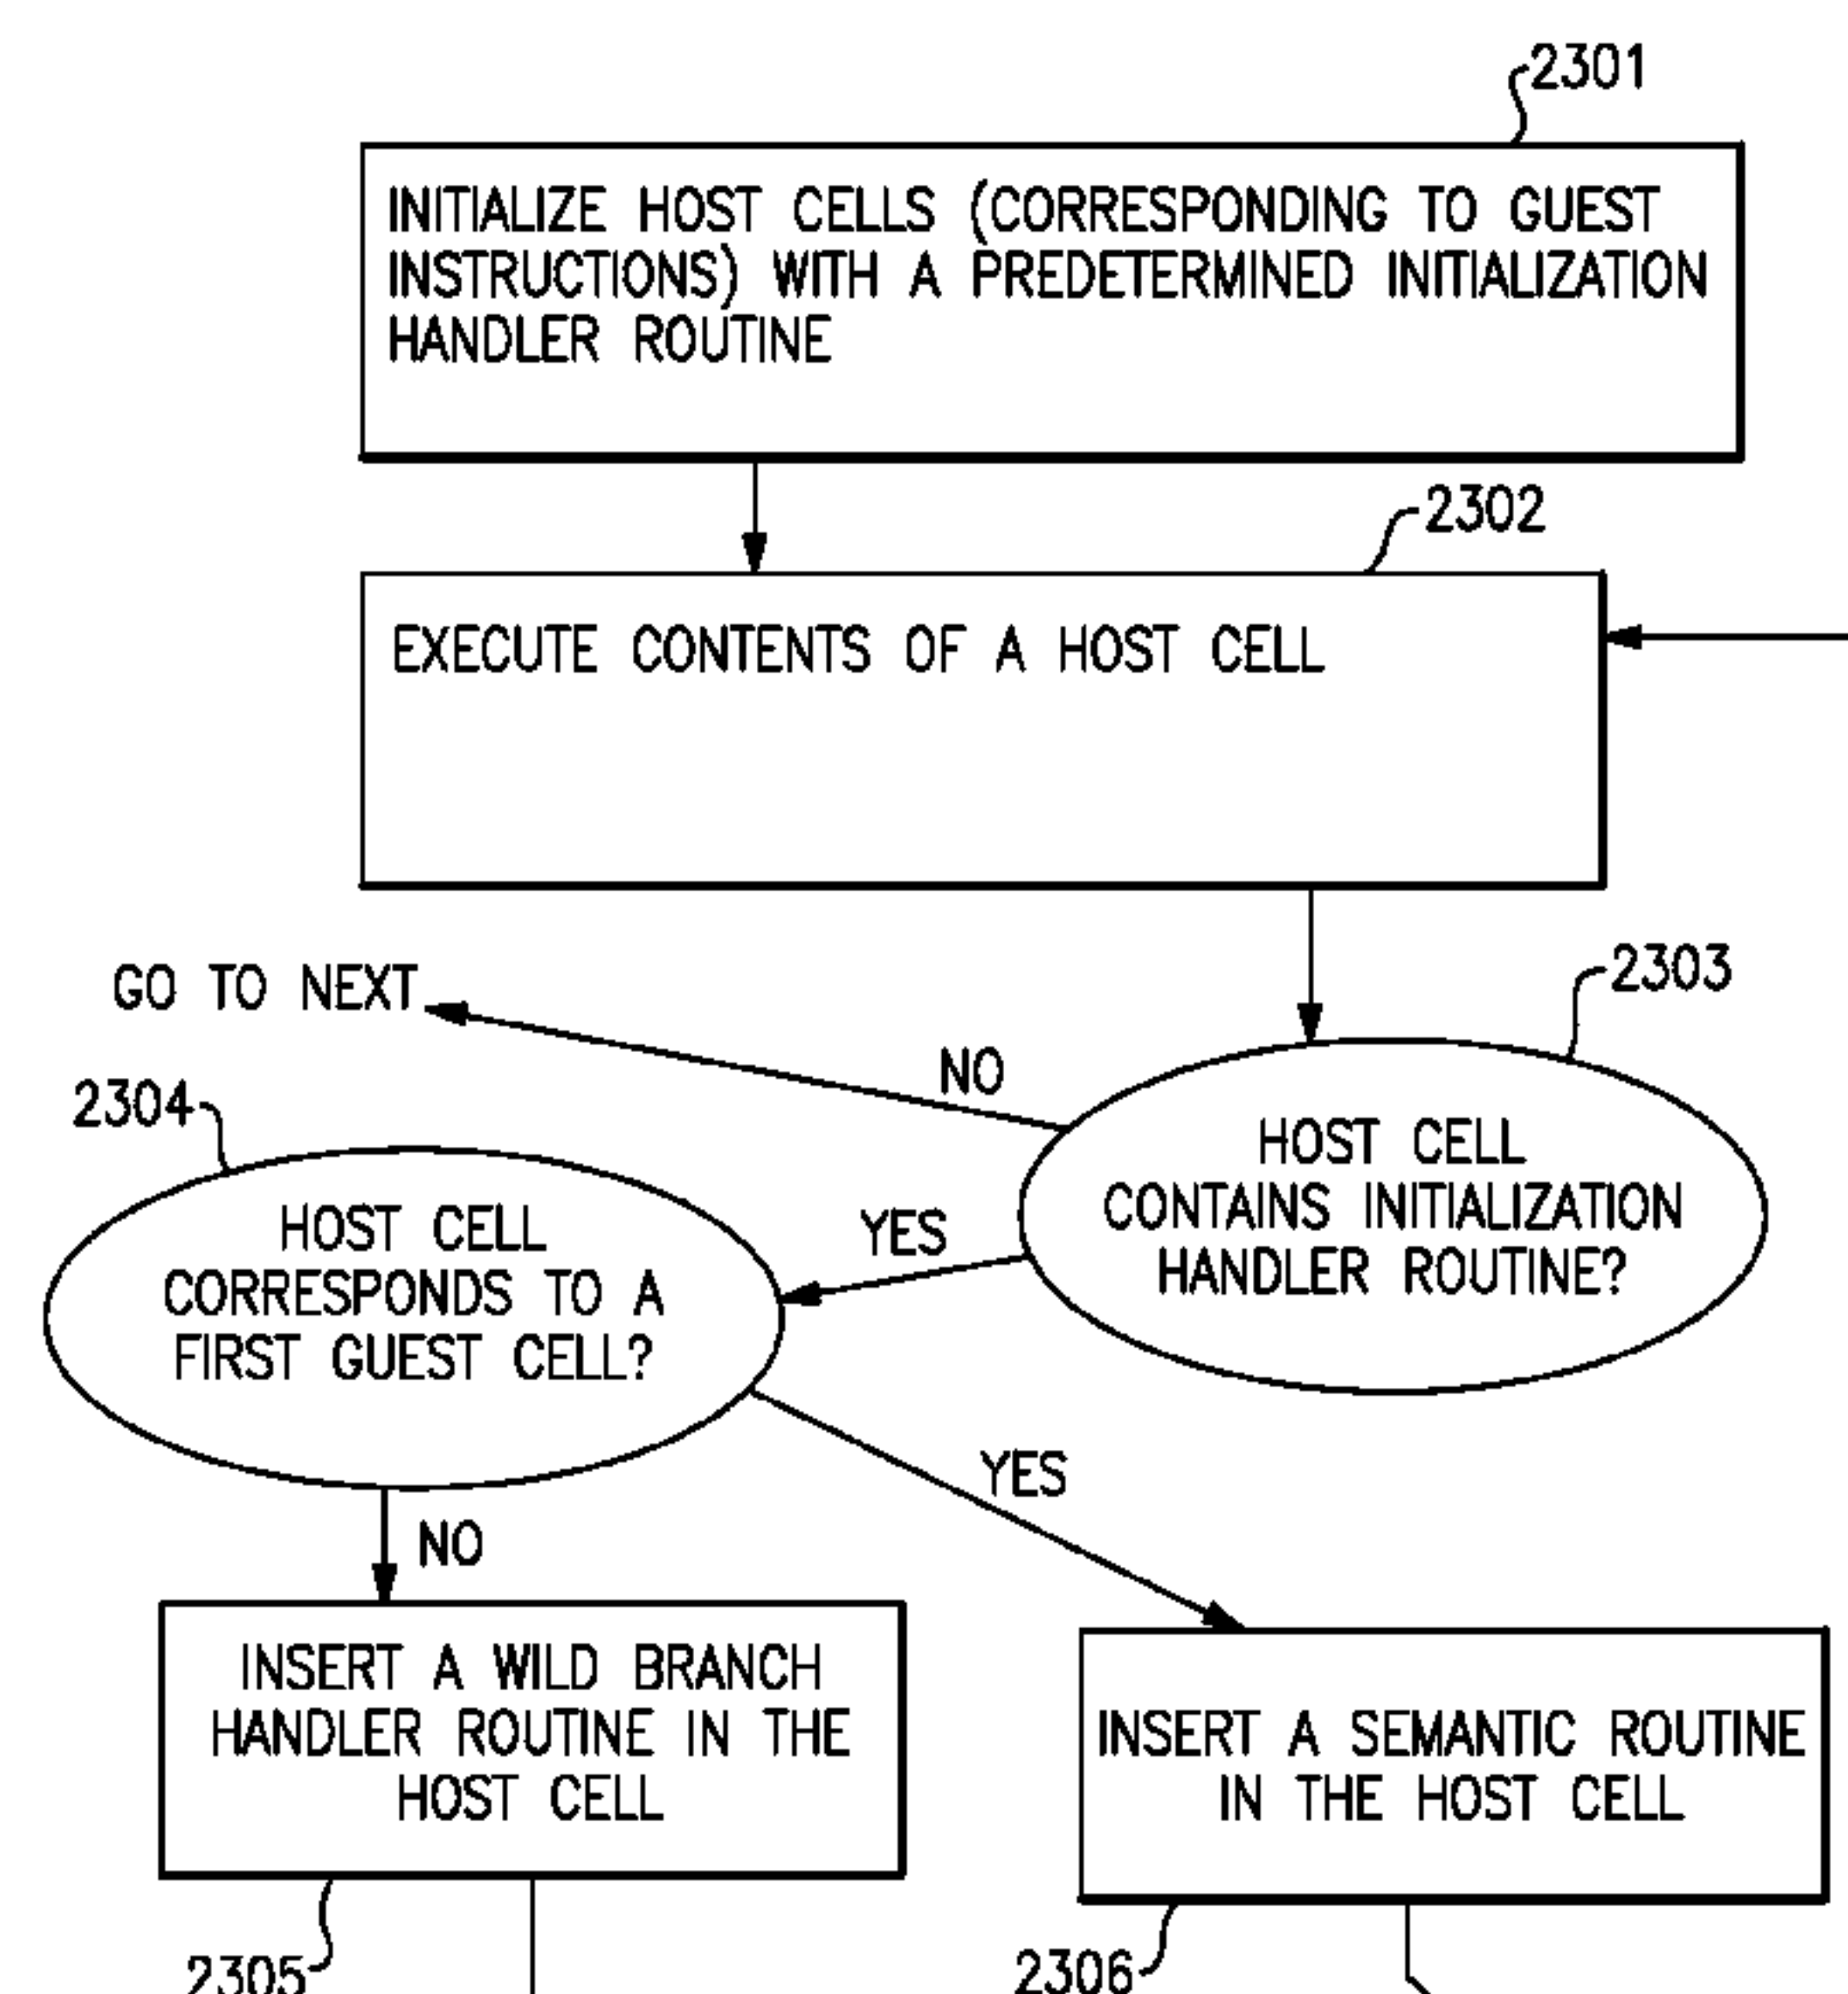 2301
INITIALIZE HOST CELLS (CORRESPONDING TO GUEST
INSTRUCTIONS) WITH A PREDETERMINED INITIALIZATION
HANDLER ROUTINE
2302
EXECUTE CONTENTS OF A HOST CELL
2303
GO TO NEXT
NO
2304
HOST CELL
CONTAINS INITIALIZATION
HANDLER ROUTINE?
YES
HOST CELL
CORRESPONDS TO A
FIRST GUEST CELL?
YES
NO
INSERT A WILD BRANCH
HANDLER ROUTINE IN THE
HOST CELL
INSERT A SEMANTIC ROUTINE
IN THE HOST CELL
2305
2306